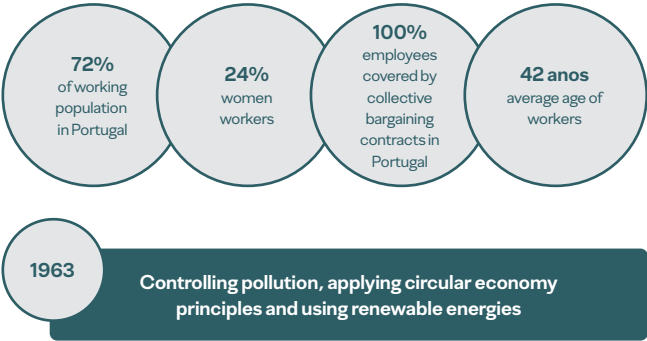 72%
of working
population
in Portugal
24%
women
workers
100%
employees
covered by
collective
bargaining
contracts in
Portugal
42 anos
average age of
workers
1963
Controlling pollution, applying circular economy
principles and using renewable energies